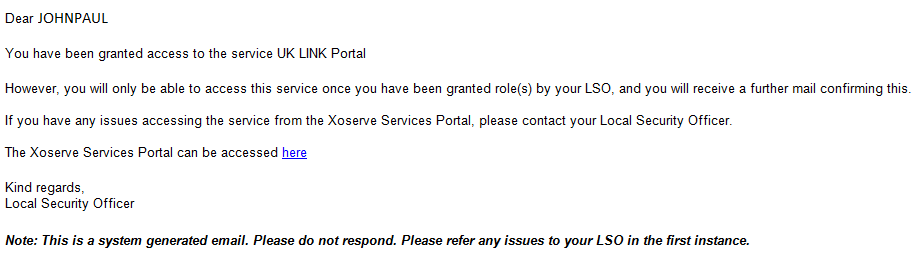 Dear JOHNPAUL
You have been granted access to the service UK LINK Portal
However, you will only be able to access this service once you have been granted role(s) by your LSO, and you will receive a further mail confirming this.
If you have any issues accessing the service from the Xoserve Services Portal, please contact your Local Security Officer.
The Xoserve Services Portal can be accessed here
Kind regards,
Local Security Officer
Note: This is a system generated email. Please do not respond. Please refer any issues to your LSO in the first instance.